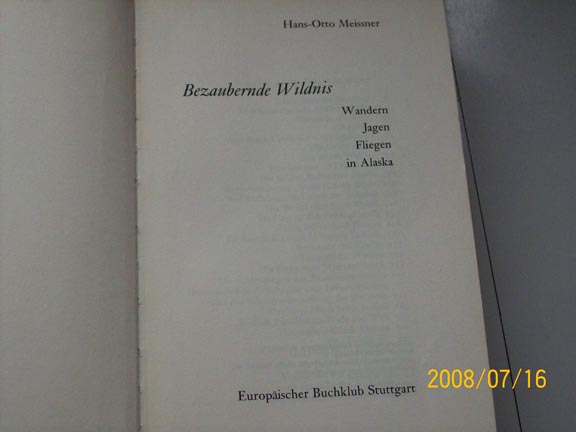 Hans-Otto Meissner
Bezaubernde Wildnis
Wandern
Jagen
Fliegen
in Alaska
Europäischer Buchklub Stuttgart
2008/07/16